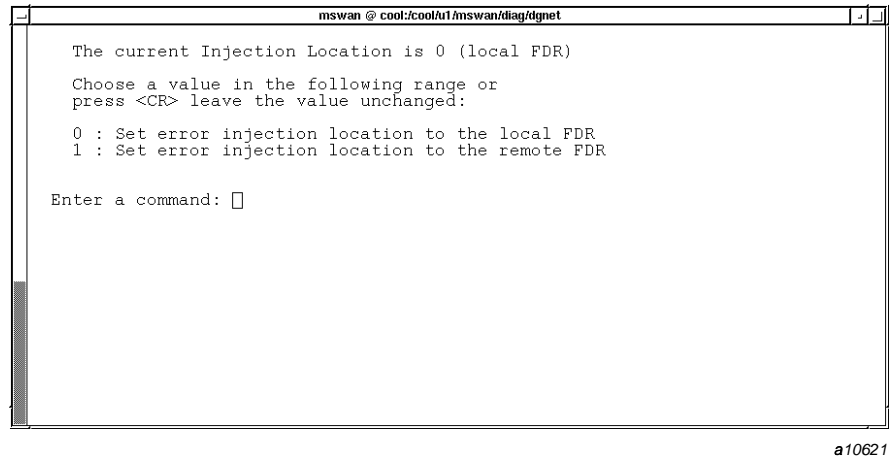 mswan @ cool:/cool/u1/mswan/diag/dgnet
The current Injection Location is 0 (local FDR)
Choose a value in the following range or
press <CR> leave the value unchanged:
0 : Set error injection location to the local FDR
1 : Set error injection location to the remote FDR
Enter a command:
a10621